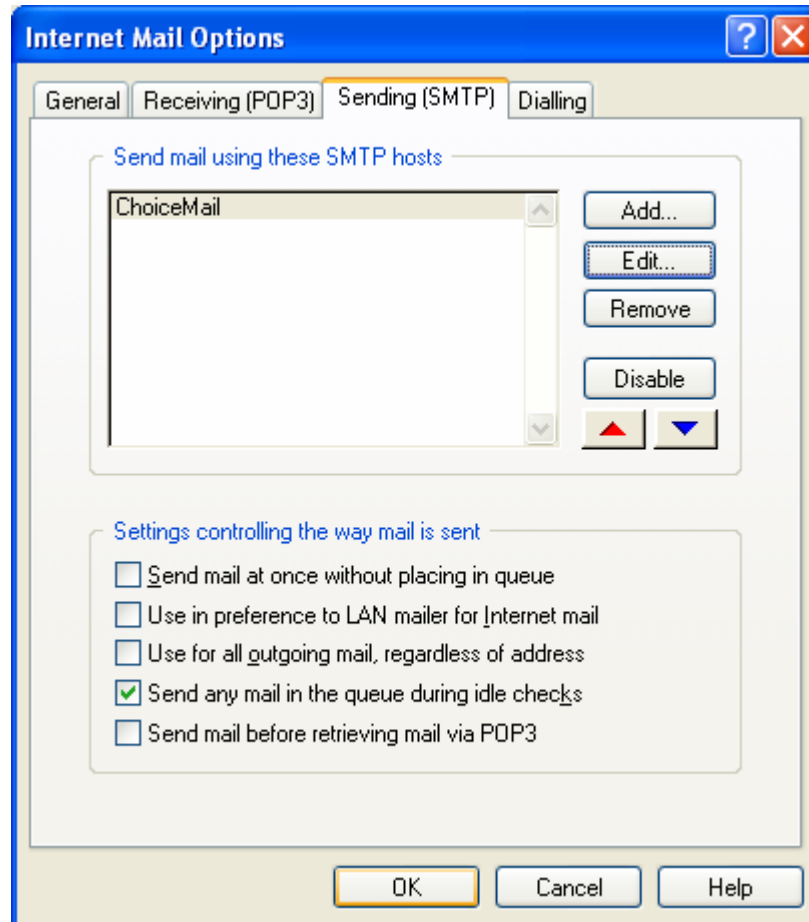 Internet Mail Options
General
Receiving (POP3)
Sending (SMTP)
Dialling
Send mail using these SMTP hosts
ChoiceMail
Add...
Edit...
Remove
Disable
Settings controlling the way mail is sent
Send mail at once without placing in queue
Use in preference to LAN mailer for Internet mail
Use for all outgoing mail, regardless of address
Send any mail in the queue during idle checks
Send mail before retrieving mail via POP3
OK
Cancel
Help